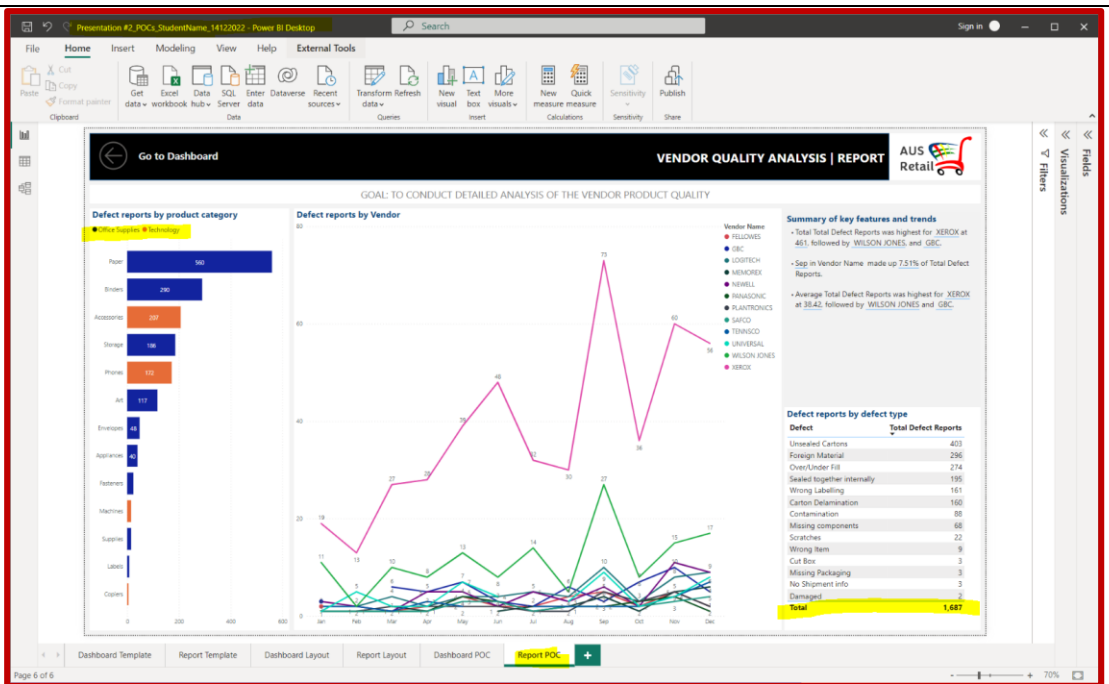 Presentation #2_POCs_StudentName_14122022 - Power BI Desktop
Search
Sign in
File Home Insert Modeling View Help External Tools
Paste
Cut
Copy
Format painter
Clipboard
Get data
Excel workbook
Data hub
SQL Server
Enter data
Dataverse
Recent sources
Data
Transform data
Refresh
Queries
New visual
Text box
More visuals
Insert
New measure
Quick measure
Calculations
Sensitivity
Sensitivity
Publish
Share
Go to Dashboard
VENDOR QUALITY ANALYSIS | REPORT
AUS
Retail
Filters
Visualizations
Fields
GOAL: TO CONDUCT DETAILED ANALYSIS OF THE VENDOR PRODUCT QUALITY
Defect reports by product category
Office Supplies Technology
Paper 560
Binders 290
Accessories 207
Storage 186
Phones 172
Art 117
Envelopes 48
Appliances 40
Fasteners
Machines
Supplies
Labels
Copiers
0 200 400 600
Defect reports by Vendor
80
60
40
20
0
19 13 27 28 39 48 32 30 73 36 60 56
11 10 8 13 14 27 15 17
Jan Feb Mar Apr May Jun Jul Aug Sep Oct Nov Dec
Vendor Name
FELLOWES
GBC
LOGITECH
MEMOREX
NEWELL
PANASONIC
PLANTRONICS
SAFCO
TENNSCO
UNIVERSAL
WILSON JONES
XEROX
Summary of key features and trends
• Total Total Defect Reports was highest for XEROX at
461, followed by WILSON JONES, and GBC.
• Sep in Vendor Name made up 7.51% of Total Defect
Reports.
• Average Total Defect Reports was highest for XEROX
at 38.42, followed by WILSON JONES and GBC.
Defect reports by defect type
Defect Total Defect Reports
Unsealed Cartons 403
Foreign Material 296
Over/Under Fill 274
Sealed together internally 195
Wrong Labelling 161
Carton Delamination 160
Contamination 88
Missing components 68
Scratches 22
Wrong Item 9
Cut Box 3
Missing Packaging 3
No Shipment info 3
Damaged 2
Total 1,687
Dashboard Template Report Template Dashboard Layout Report Layout Dashboard POC Report POC
Page 6 of 6
70%